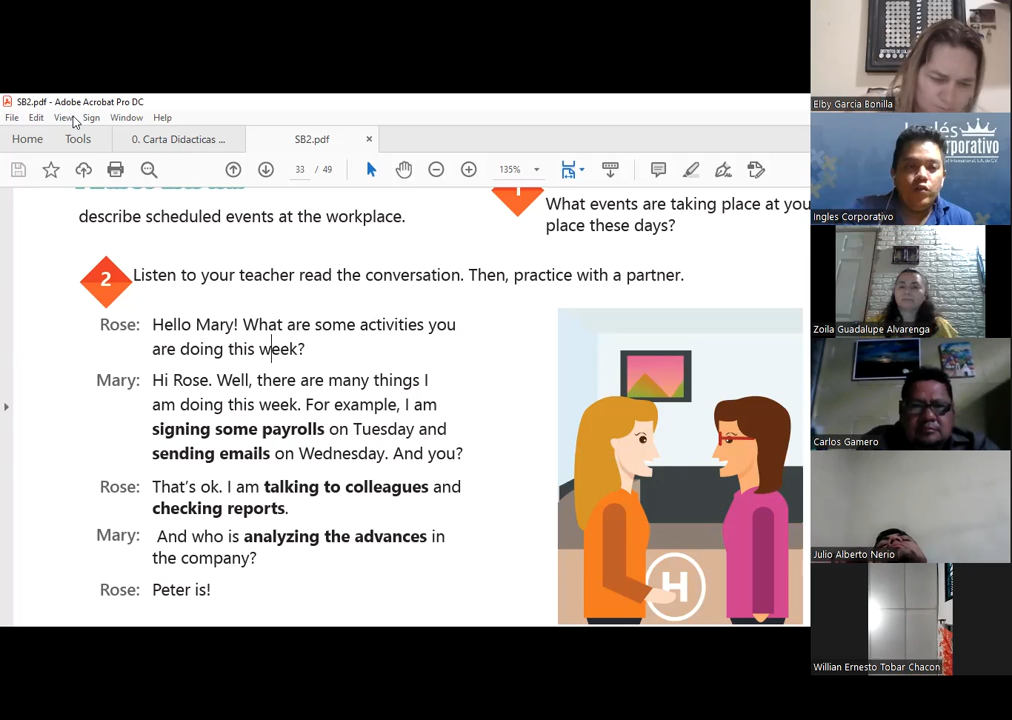 SB2.pdf - Adobe Acrobat Pro DC
File Edit View Sign Window Help
Home Tools 0. Carta Didacticas ... SB2.pdf ×
33 / 49 135%
describe scheduled events at the workplace.
1
What events are taking place at you
place these days?
2 Listen to your teacher read the conversation. Then, practice with a partner.
Rose: Hello Mary! What are some activities you
are doing this week?
Mary: Hi Rose. Well, there are many things I
am doing this week. For example, I am
signing some payrolls on Tuesday and
sending emails on Wednesday. And you?
Rose: That's ok. I am talking to colleagues and
checking reports.
Mary: And who is analyzing the advances in
the company?
Rose: Peter is!
H
Elby Garcia Bonilla
Inglés
Corporativo
Ingles Corporativo
Zoila Guadalupe Alvarenga
Carlos Gamero
Julio Alberto Nerio
Willian Ernesto Tobar Chacon